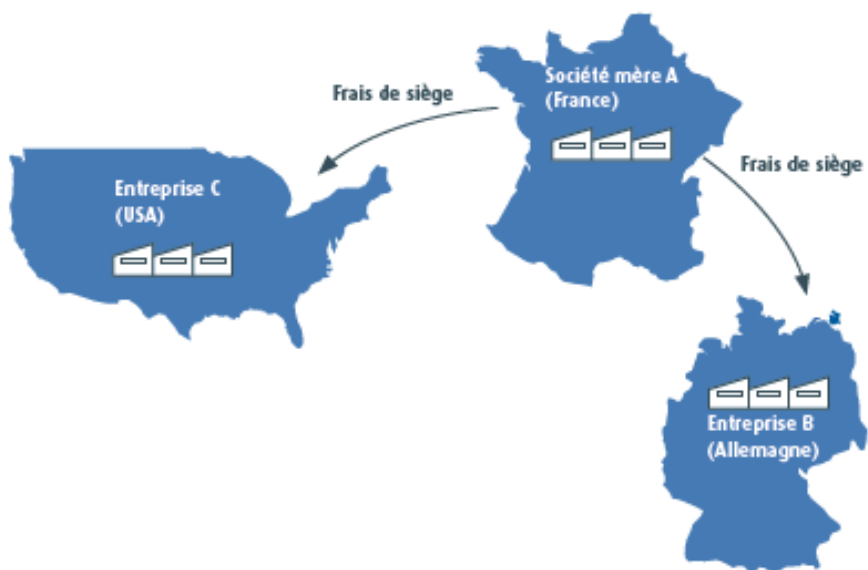 Société mère A
(France)
Frais de siège
Frais de siège
Entreprise C
(USA)
Entreprise B
(Allemagne)